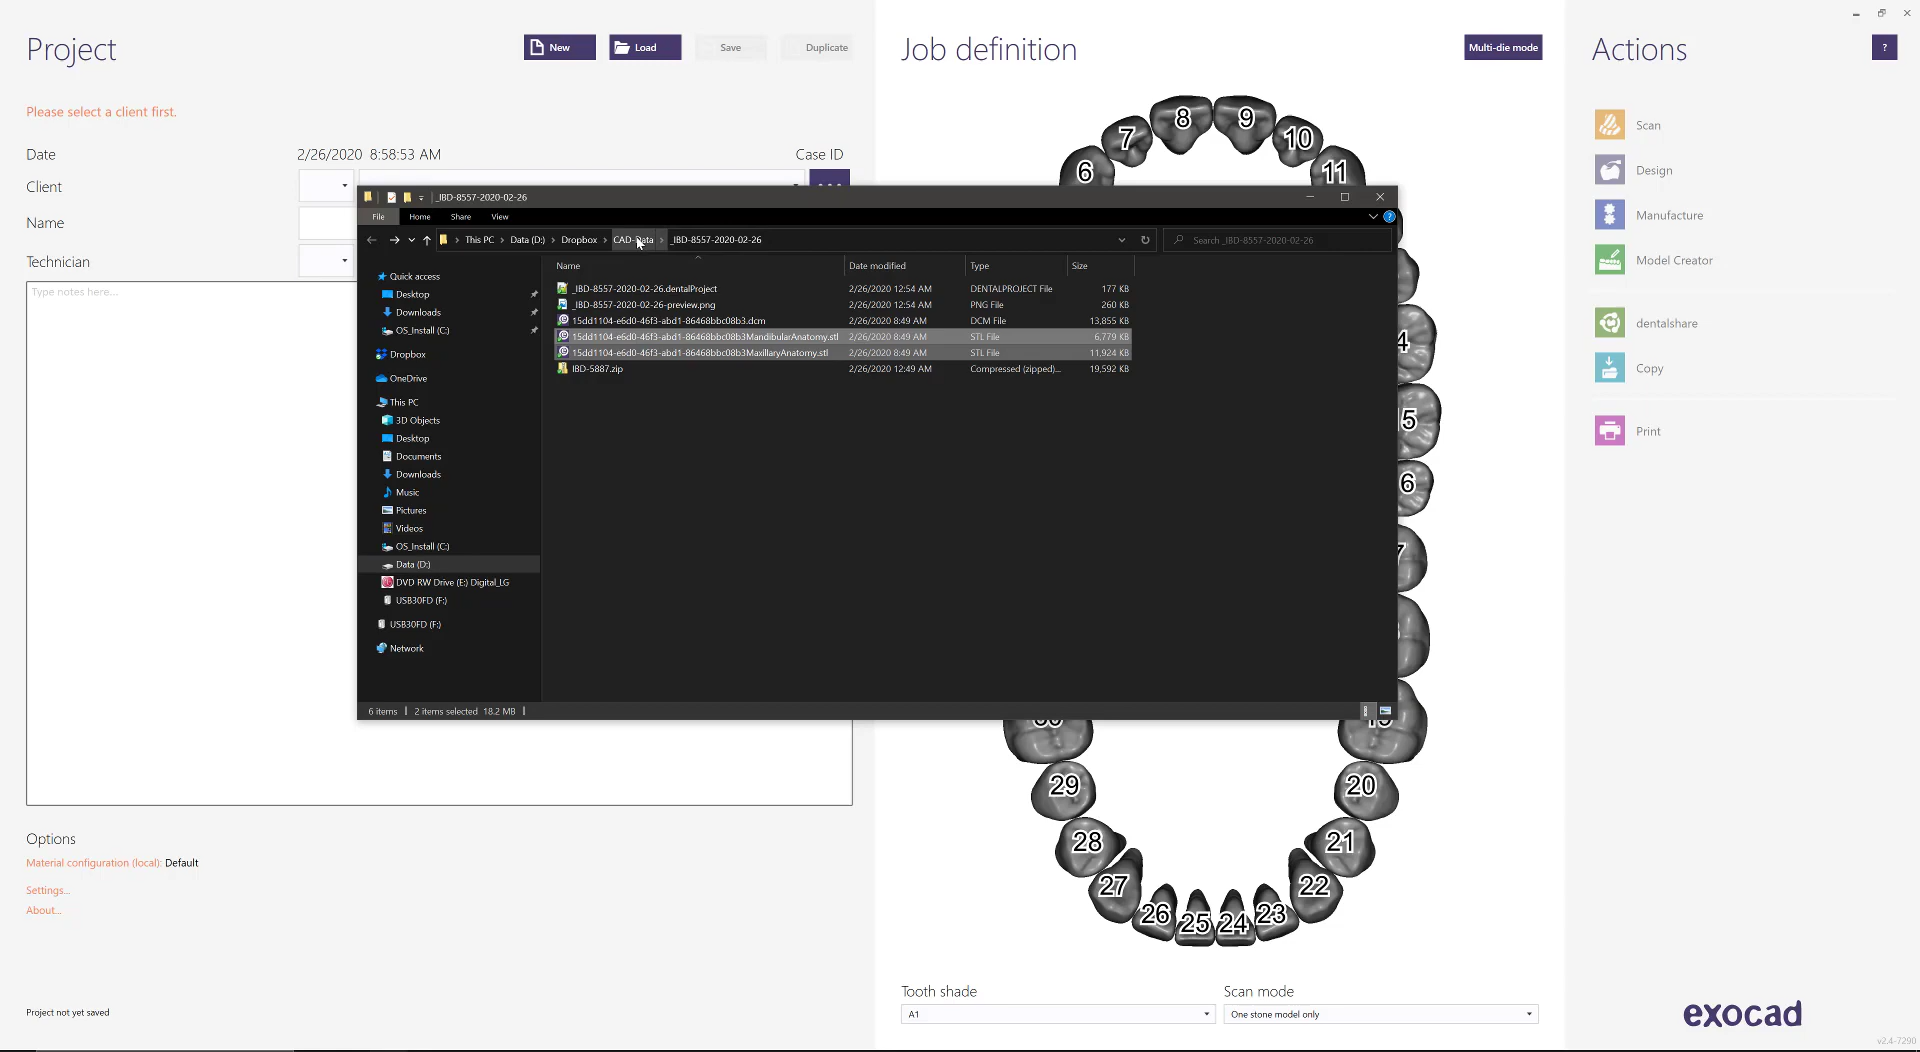 Project
New
Load
Save
Duplicate
Job definition
Multi-die mode
Actions
?
Please select a client first.
Date
2/26/2020 8:58:53 AM
Case ID
Client
Name
Technician
Type notes here...
_IBD-8557-2020-02-26
File
Home
Share
View
?
This PC
Data (D:)
Dropbox
CAD-Data
_IBD-8557-2020-02-26
Search _IBD-8557-2020-02-26
Name
Date modified
Type
Size
_IBD-8557-2020-02-26.dentalProject 2/26/2020 12:54 AM DENTALPROJECT File 177 KB
_IBD-8557-2020-02-26-preview.png 2/26/2020 12:54 AM PNG File 260 KB
15dd1104-e6d0-46f3-abd1-86468bbc08b3.dcm 2/26/2020 8:49 AM DCM File 13,855 KB
15dd1104-e6d0-46f3-abd1-86468bbc08b3MandibularAnatomy.stl 2/26/2020 8:49 AM STL File 6,779 KB
15dd1104-e6d0-46f3-abd1-86468bbc08b3MaxillaryAnatomy.stl 2/26/2020 8:49 AM STL File 11,924 KB
IBD-5887.zip 2/26/2020 12:49 AM Compressed (zipped)... 19,592 KB
Quick access
Desktop
Downloads
OS_Install (C:)
Dropbox
OneDrive
This PC
3D Objects
Desktop
Documents
Downloads
Music
Pictures
Videos
OS_Install (C:)
Data (D:)
DVD RW Drive (E:) Digital_LG
USB30FD (F:)
USB30FD (F:)
Network
6 items
2 items selected 18.2 MB
6
7
8
9
10
11
4
5
6
7
29
28
27
26
25
24
23
22
21
20
Scan
Design
Manufacture
Model Creator
dentalshare
Copy
Print
Options
Material configuration (local): Default
Settings...
About...
Project not yet saved
Tooth shade
A1
Scan mode
One stone model only
exocad
v2.4-7290